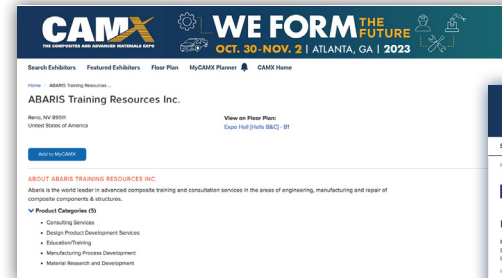 CAMX
THE COMPOSITES AND ADVANCED MATERIALS EXPO
WE FORM THE FUTURE
OCT. 30-NOV. 2 | ATLANTA, GA | 2023
Search Exhibitors Featured Exhibitors Floor Plan MyCAMX Planner CAMX Home
Home / ABARIS Training Resources ...
ABARIS Training Resources Inc.
Reno, NV 89511
United States of America
View on Floor Plan:
Expo Hall [Halls B&C] - B1
Add to MyCAMX
ABOUT ABARIS TRAINING RESOURCES INC.
Abaris is the world leader in advanced composite training and consultation services in the areas of engineering, manufacturing and repair of
composite components & structures.
Product Categories (5)
• Consulting Services
• Design Product Development Services
• Education/Training
• Manufacturing Process Development
• Material Research and Development